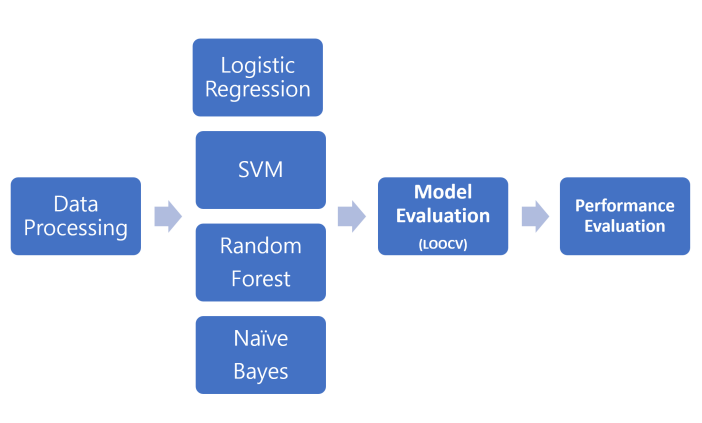 Logistic
Regression
SVM
Data
Processing
Random
Forest
Naïve
Bayes
Model
Evaluation
(LOOCV)
Performance
Evaluation